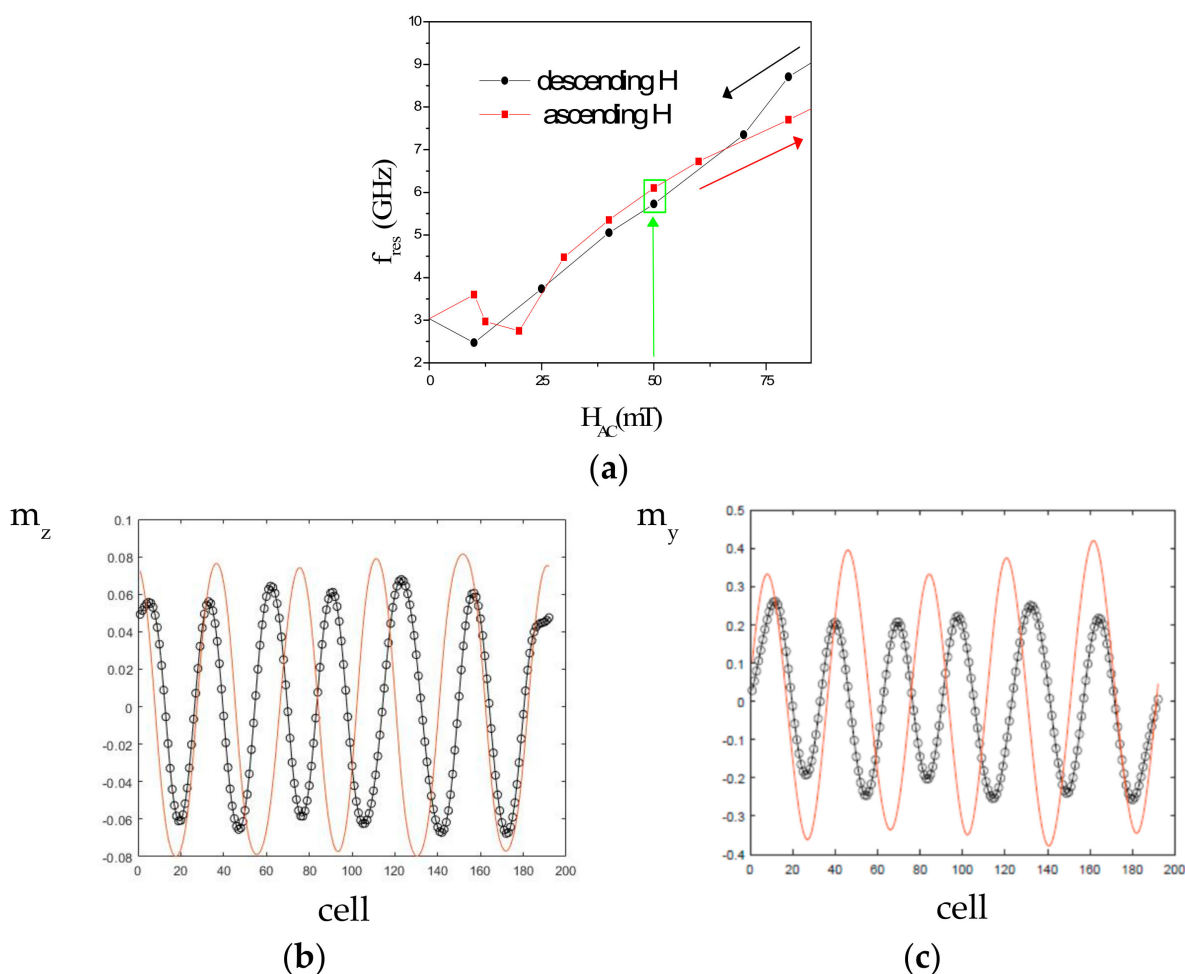 10
9
8
7
6
5
4
3
2
f_res (GHz)
descending H
ascending H
0 25 50 75
H_AC(mT)
(a)
m_z
0.1
0.08
0.06
0.04
0.02
0
-0.02
-0.04
-0.06
-0.08
0 20 40 60 80 100 120 140 160 180 200
cell
(b)
m_y
0.5
0.4
0.3
0.2
0.1
0
-0.1
-0.2
-0.3
-0.4
0 20 40 60 80 100 120 140 160 180 200
cell
(c)